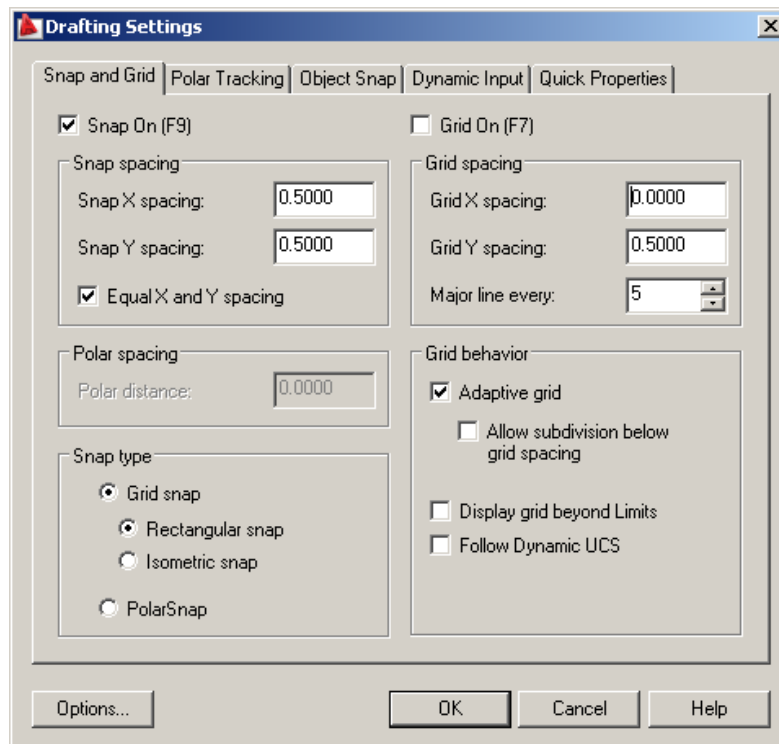 Drafting Settings
Snap and Grid Polar Tracking Object Snap Dynamic Input Quick Properties
Snap On (F9)
Grid On (F7)
Snap spacing
Snap X spacing: 0.5000
Snap Y spacing: 0.5000
Equal X and Y spacing
Grid spacing
Grid X spacing: 0.0000
Grid Y spacing: 0.5000
Major line every: 5
Polar spacing
Polar distance: 0.0000
Grid behavior
Adaptive grid
Allow subdivision below
grid spacing
Display grid beyond Limits
Follow Dynamic UCS
Snap type
Grid snap
Rectangular snap
Isometric snap
PolarSnap
Options... OK Cancel Help